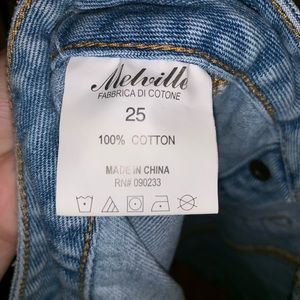 Melville
FABBRICA DI COTONE
25
100% COTTON
MADE IN CHINA
RN# 090233